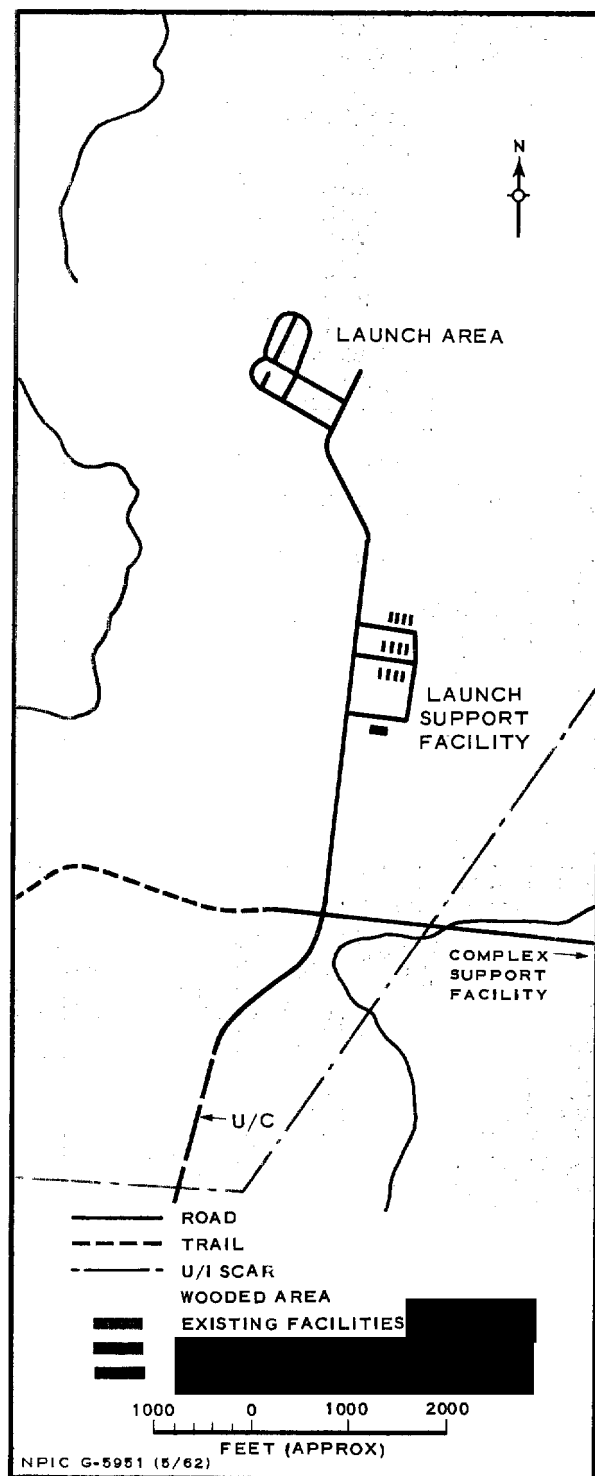 N
LAUNCH AREA
LAUNCH
SUPPORT
FACILITY
COMPLEX
SUPPORT
FACILITY
U/C
ROAD
TRAIL
U/I SCAR
WOODED AREA
EXISTING FACILITIES
1000 0 1000 2000
FEET (APPROX)
NPIC G-5951 (5/62)